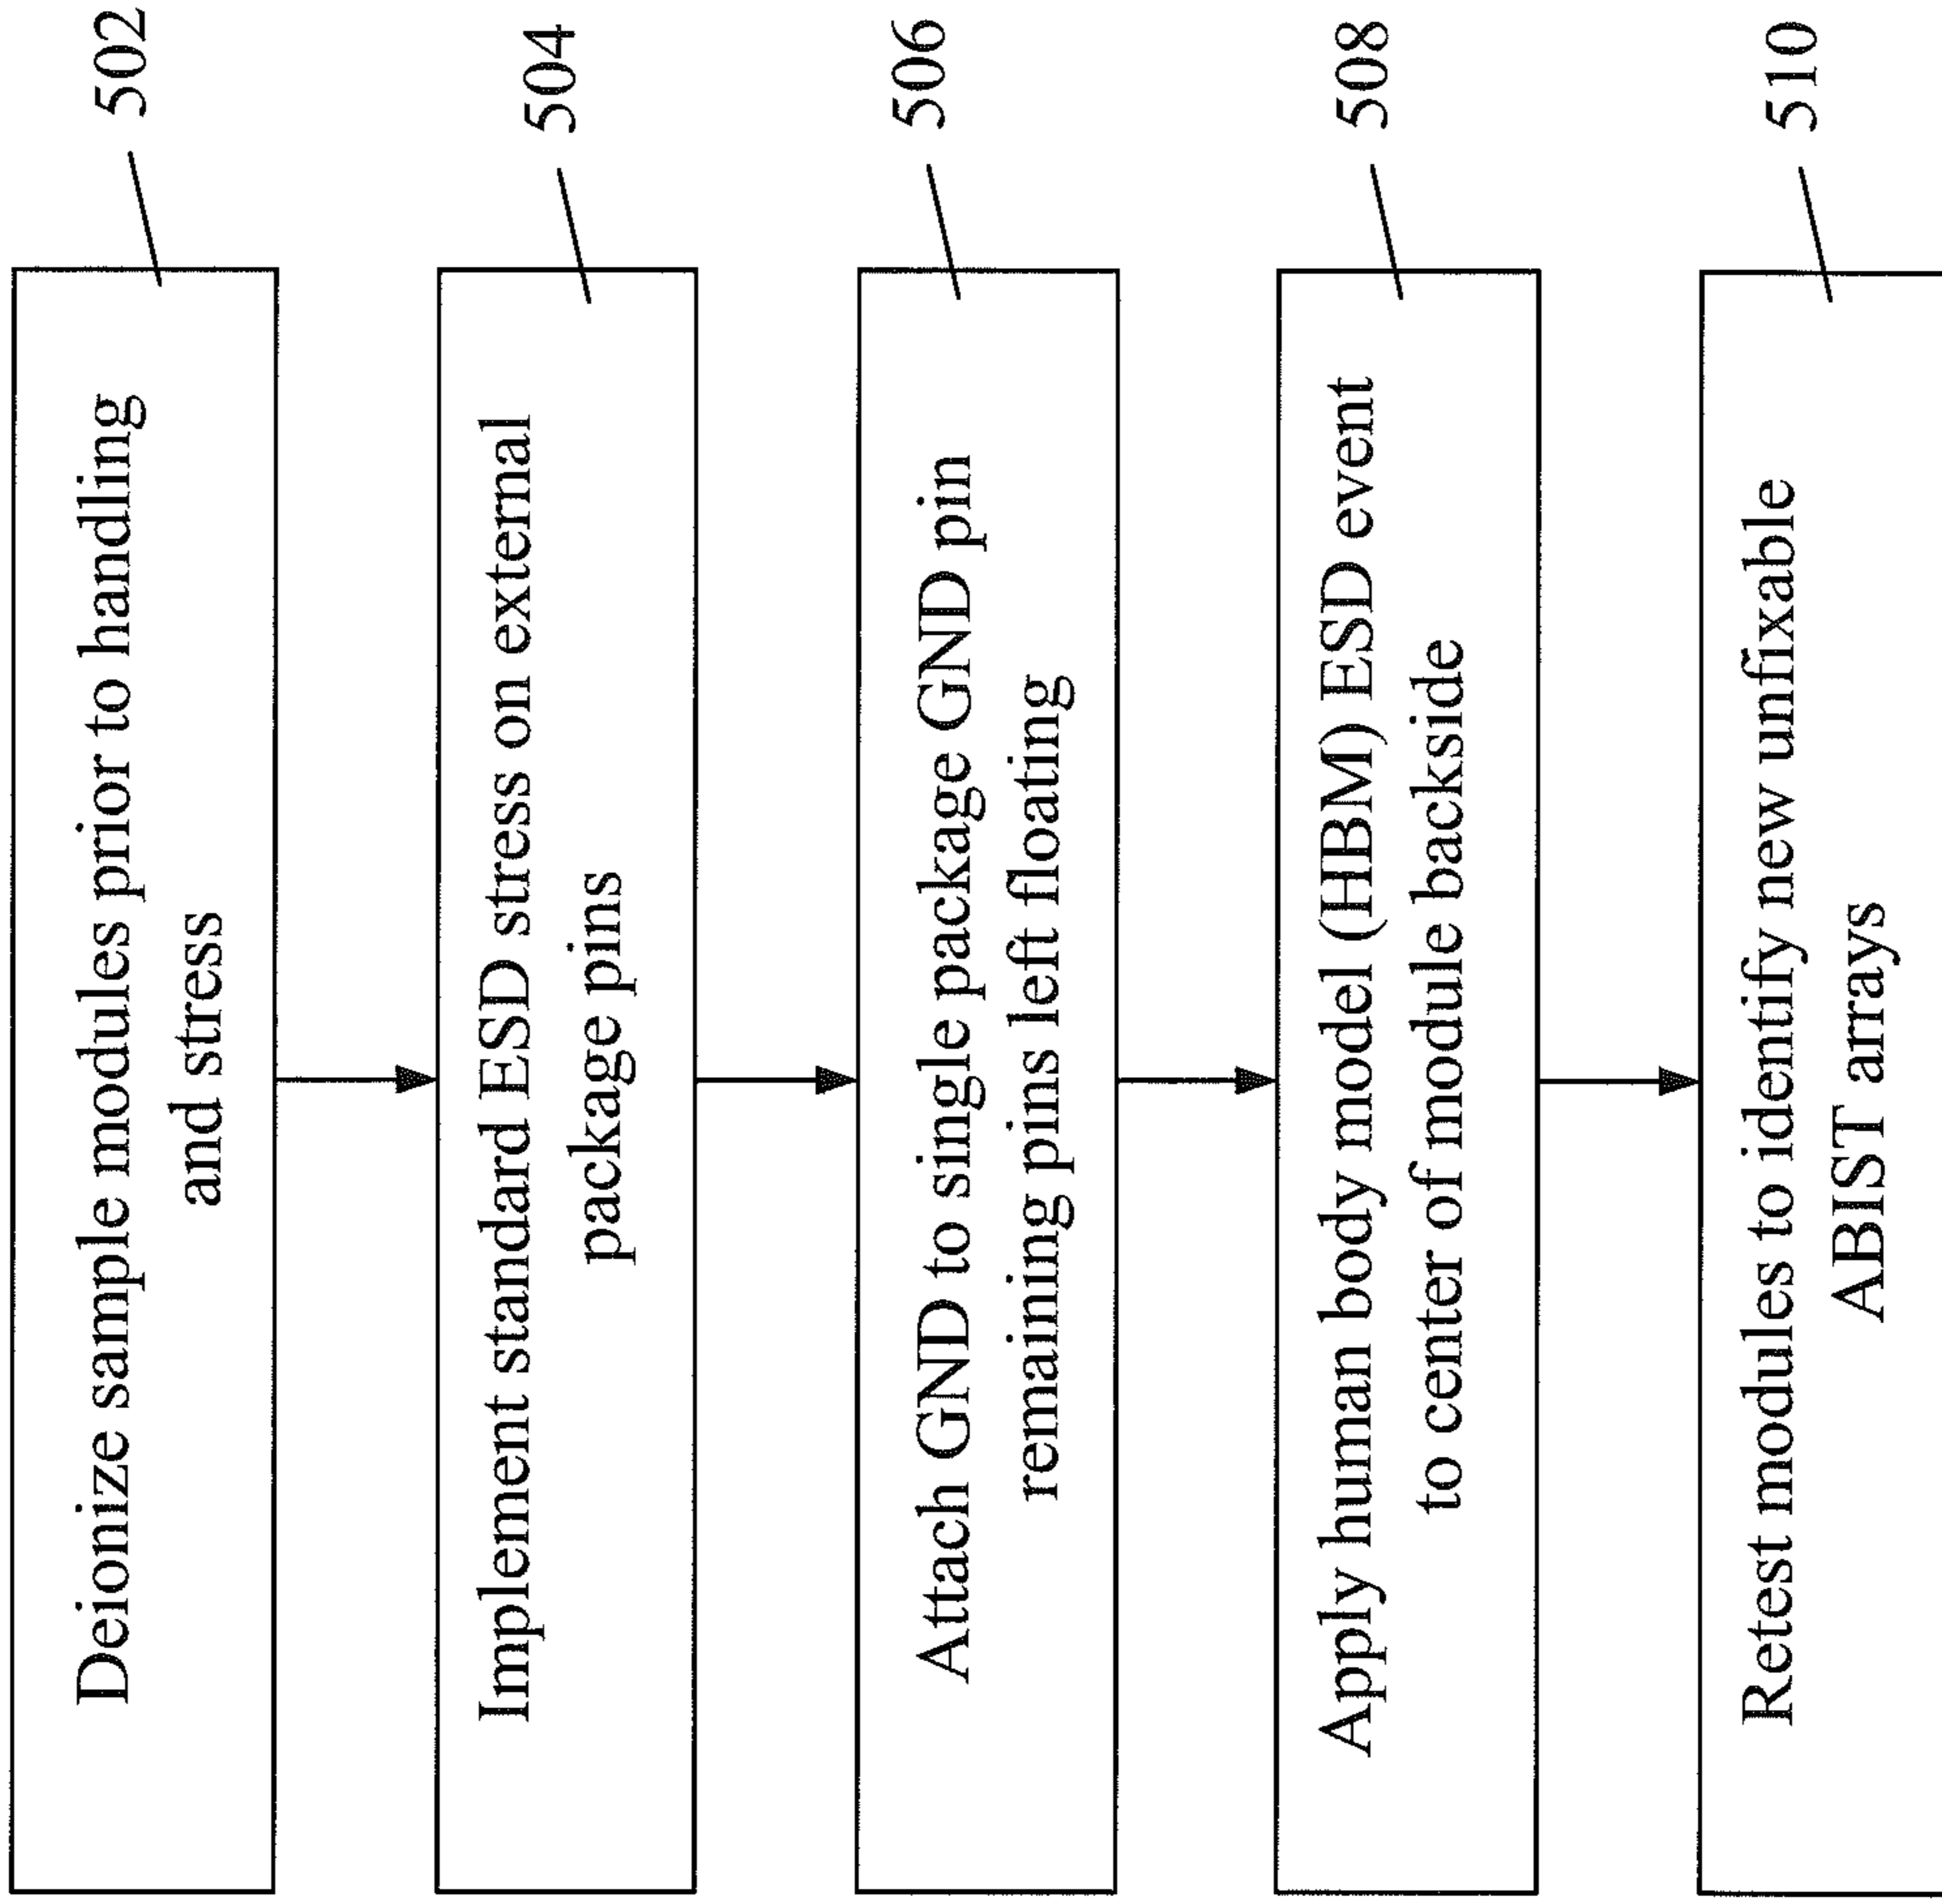 Deionize sample modules prior to handling
and stress
502
Implement standard ESD stress on external
package pins
504
Attach GND to single package GND pin
remaining pins left floating
506
Apply human body model (HBM) ESD event
to center of module backside
508
Retest modules to identify new unfixable
ABIST arrays
510